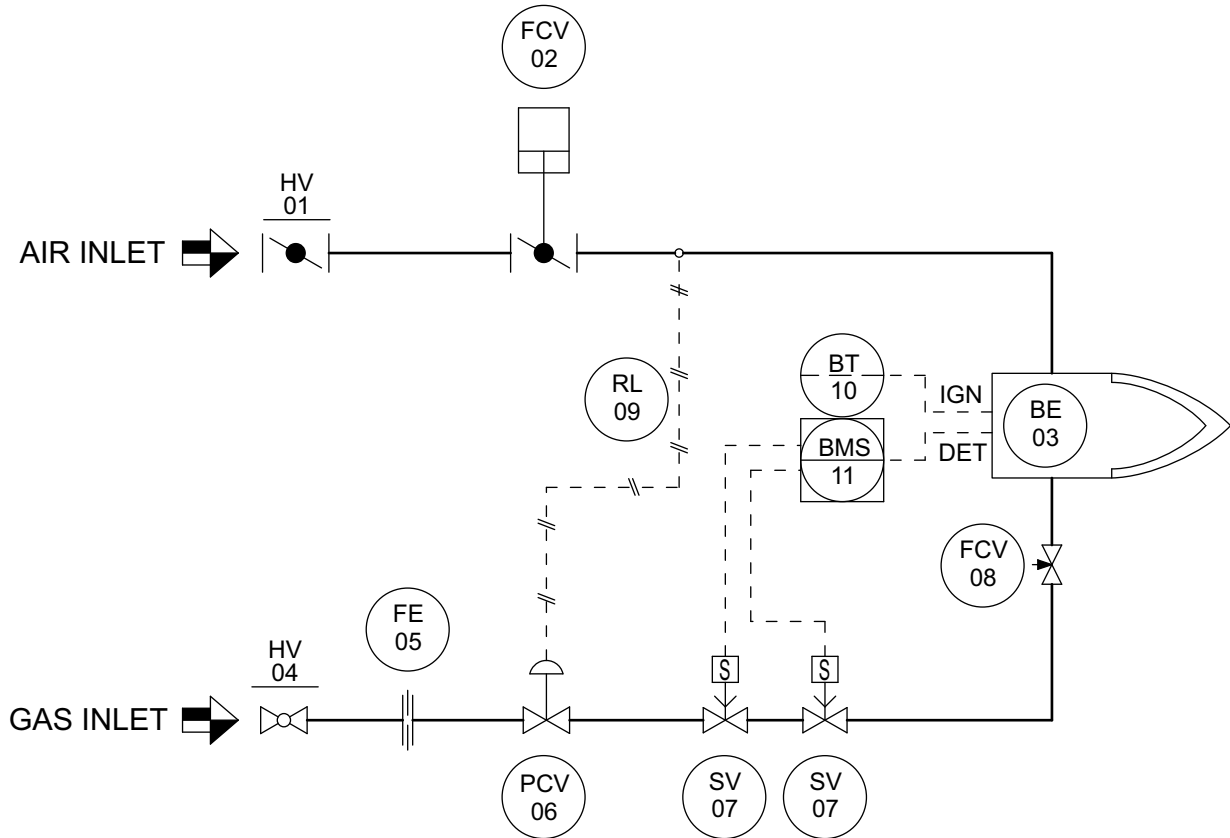 FCV
02
HV
01
AIR INLET
RL
09
BT
10
IGN
BE
03
BMS
11
DET
FCV
08
FE
05
HV
04
S
S
GAS INLET
PCV
06
SV
07
SV
07